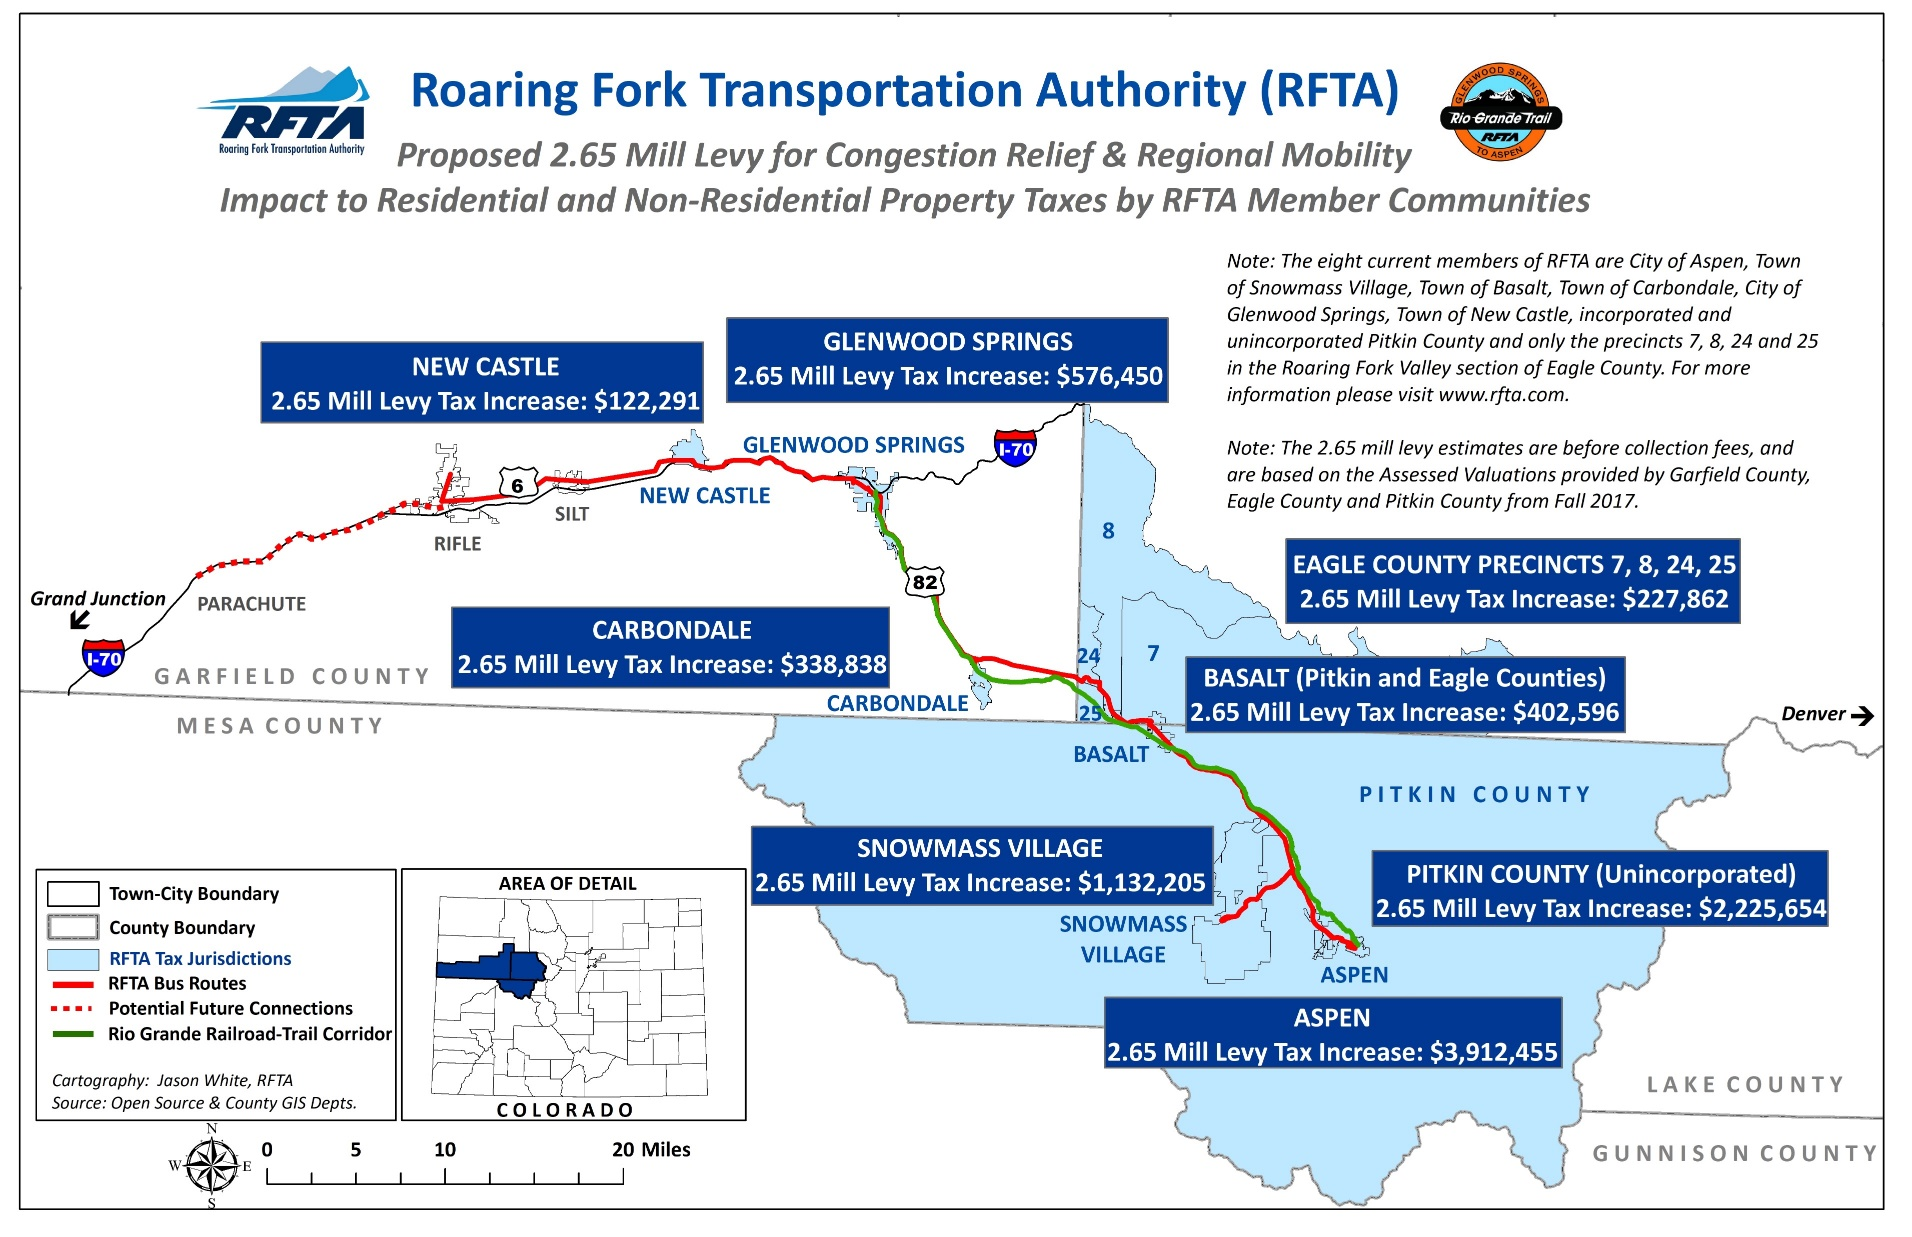 RFTA
Roaring Fork Transportation Authority
Roaring Fork Transportation Authority (RFTA)
GLENWOOD SPRINGS
Rio Grande Trail
RFTA
TO ASPEN
Proposed 2.65 Mill Levy for Congestion Relief & Regional Mobility
Impact to Residential and Non-Residential Property Taxes by RFTA Member Communities
Note: The eight current members of RFTA are City of Aspen, Town
of Snowmass Village, Town of Basalt, Town of Carbondale, City of
Glenwood Springs, Town of New Castle, incorporated and
unincorporated Pitkin County and only the precincts 7, 8, 24 and 25
in the Roaring Fork Valley section of Eagle County. For more
information please visit www.rfta.com.
Note: The 2.65 mill levy estimates are before collection fees, and
are based on the Assessed Valuations provided by Garfield County,
Eagle County and Pitkin County from Fall 2017.
NEW CASTLE
2.65 Mill Levy Tax Increase: $122,291
GLENWOOD SPRINGS
2.65 Mill Levy Tax Increase: $576,450
GLENWOOD SPRINGS
I-70
6
NEW CASTLE
SILT
RIFLE
8
EAGLE COUNTY PRECINCTS 7, 8, 24, 25
2.65 Mill Levy Tax Increase: $227,862
82
Grand Junction
PARACHUTE
I-70
CARBONDALE
2.65 Mill Levy Tax Increase: $338,838
24
7
GARFIELD COUNTY
BASALT (Pitkin and Eagle Counties)
2.65 Mill Levy Tax Increase: $402,596
CARBONDALE
25
MESA COUNTY
Denver
BASALT
PITKIN COUNTY
SNOWMASS VILLAGE
2.65 Mill Levy Tax Increase: $1,132,205
PITKIN COUNTY (Unincorporated)
2.65 Mill Levy Tax Increase: $2,225,654
SNOWMASS
VILLAGE
ASPEN
ASPEN
2.65 Mill Levy Tax Increase: $3,912,455
LAKE COUNTY
GUNNISON COUNTY
Town-City Boundary
County Boundary
RFTA Tax Jurisdictions
RFTA Bus Routes
Potential Future Connections
Rio Grande Railroad-Trail Corridor
Cartography: Jason White, RFTA
Source: Open Source & County GIS Depts.
AREA OF DETAIL
COLORADO
N
W E
S
0 5 10 20 Miles